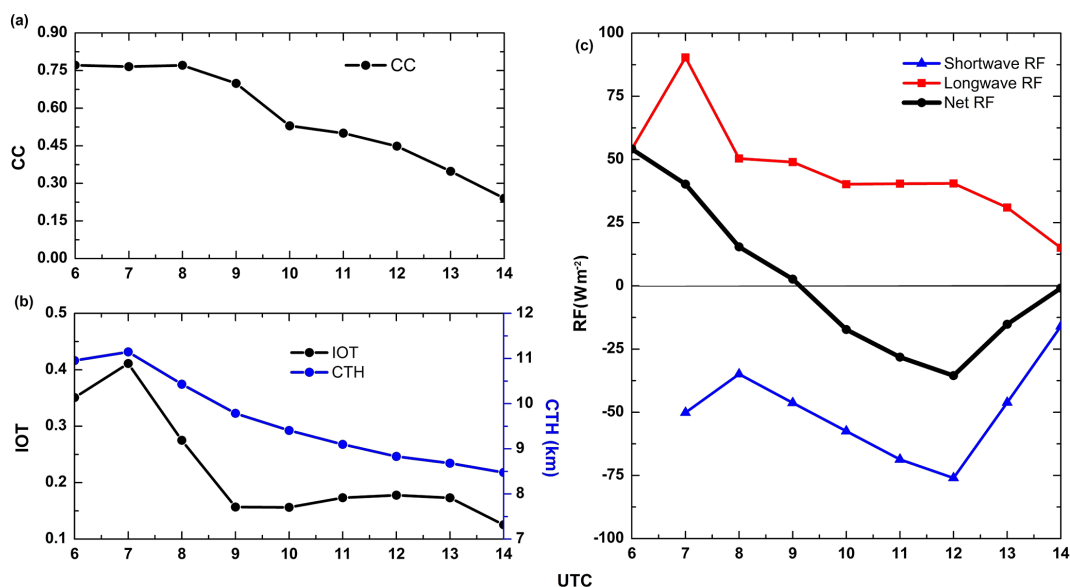 (a)
CC
0.90
0.75
0.60
0.45
0.30
0.15
0.00
CC
6 7 8 9 10 11 12 13 14
(b)
IOT
0.5
0.4
0.3
0.2
0.1
IOT
CTH
12
11
10
9
8
7
CTH (km)
6 7 8 9 10 11 12 13 14
(c)
RF(Wm⁻²)
100
75
50
25
0
-25
-50
-75
-100
Shortwave RF
Longwave RF
Net RF
6 7 8 9 10 11 12 13 14
UTC